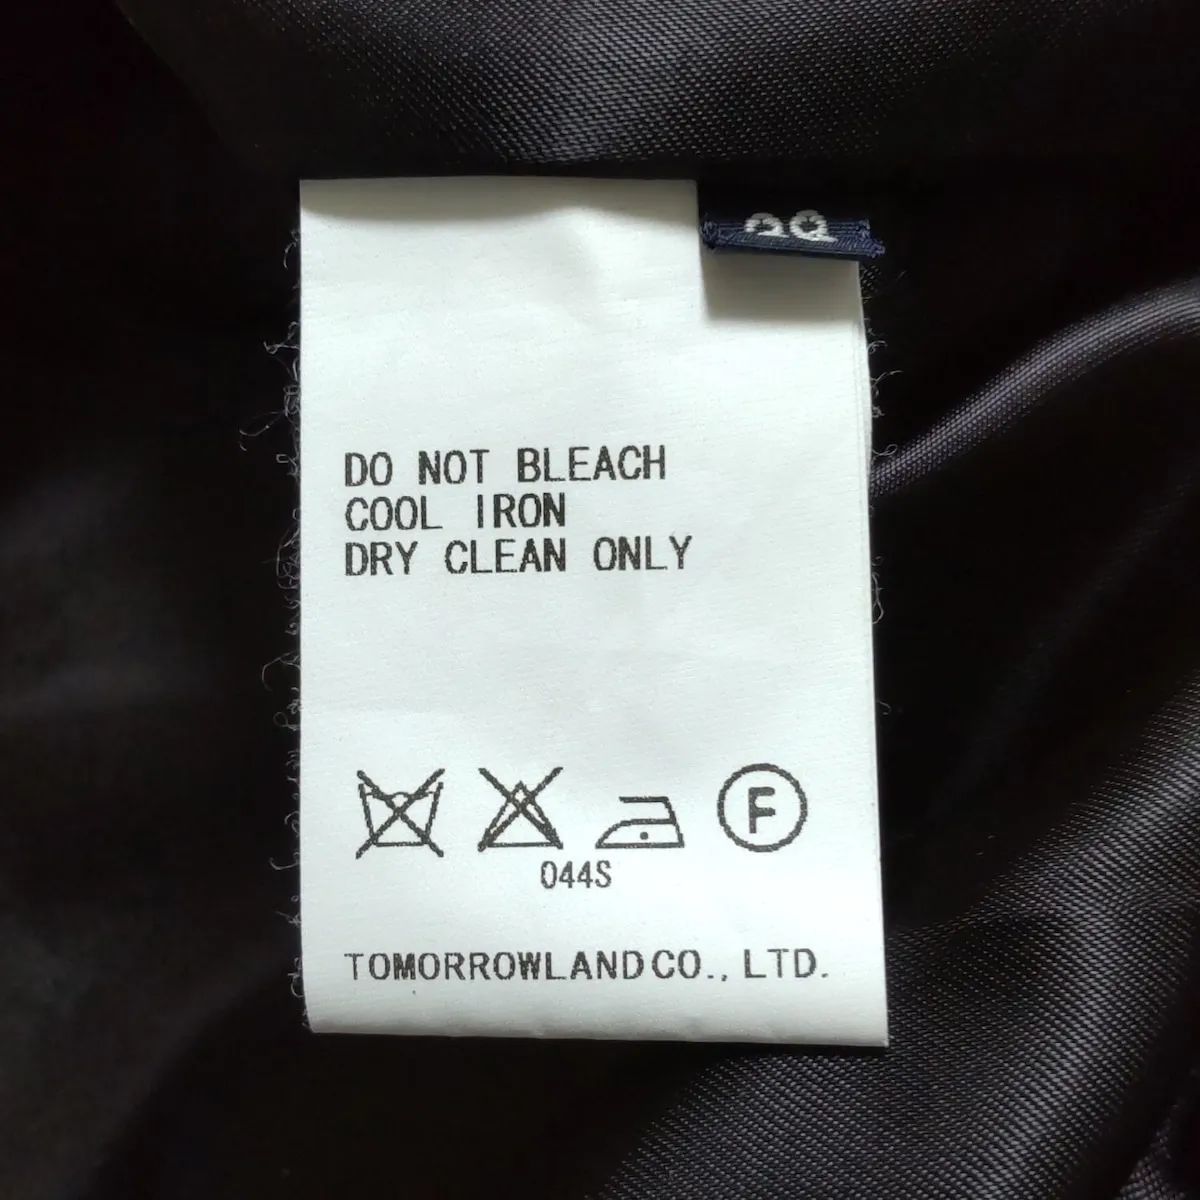 DO NOT BLEACH
COOL IRON
DRY CLEAN ONLY
F
044S
TOMORROWLAND CO., LTD.